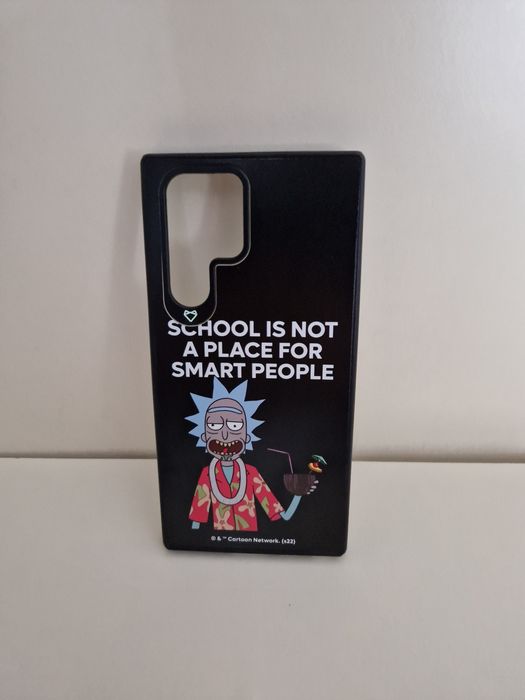 SCHOOL IS NOT
A PLACE FOR
SMART PEOPLE
© & ™ Cartoon Network. (s22)